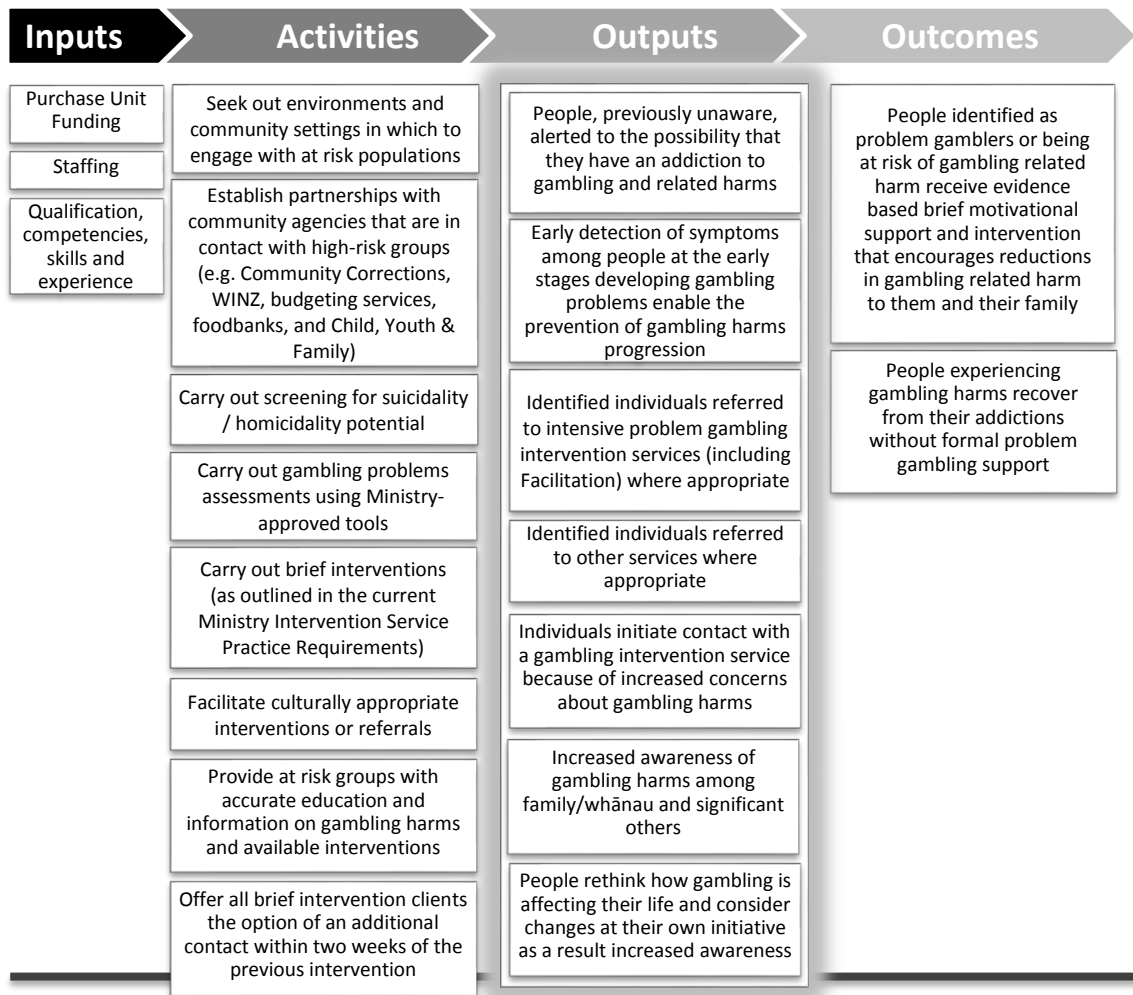 Inputs
Activities
Outputs
Outcomes
Purchase Unit
Funding
Staffing
Qualification,
competencies,
skills and
experience
Seek out environments and
community settings in which to
engage with at risk populations
Establish partnerships with
community agencies that are in
contact with high-risk groups
(e.g. Community Corrections,
WINZ, budgeting services,
foodbanks, and Child, Youth &
Family)
Carry out screening for suicidality
/ homicidality potential
Carry out gambling problems
assessments using Ministry-
approved tools
Carry out brief interventions
(as outlined in the current
Ministry Intervention Service
Practice Requirements)
Facilitate culturally appropriate
interventions or referrals
Provide at risk groups with
accurate education and
information on gambling harms
and available interventions
Offer all brief intervention clients
the option of an additional
contact within two weeks of the
previous intervention
People, previously unaware,
alerted to the possibility that
they have an addiction to
gambling and related harms
Early detection of symptoms
among people at the early
stages developing gambling
problems enable the
prevention of gambling harms
progression
Identified individuals referred
to intensive problem gambling
intervention services (including
Facilitation) where appropriate
Identified individuals referred
to other services where
appropriate
Individuals initiate contact with
a gambling intervention service
because of increased concerns
about gambling harms
Increased awareness of
gambling harms among
family/whānau and significant
others
People rethink how gambling is
affecting their life and consider
changes at their own initiative
as a result increased awareness
People identified as
problem gamblers or being
at risk of gambling related
harm receive evidence
based brief motivational
support and intervention
that encourages reductions
in gambling related harm
to them and their family
People experiencing
gambling harms recover
from their addictions
without formal problem
gambling support